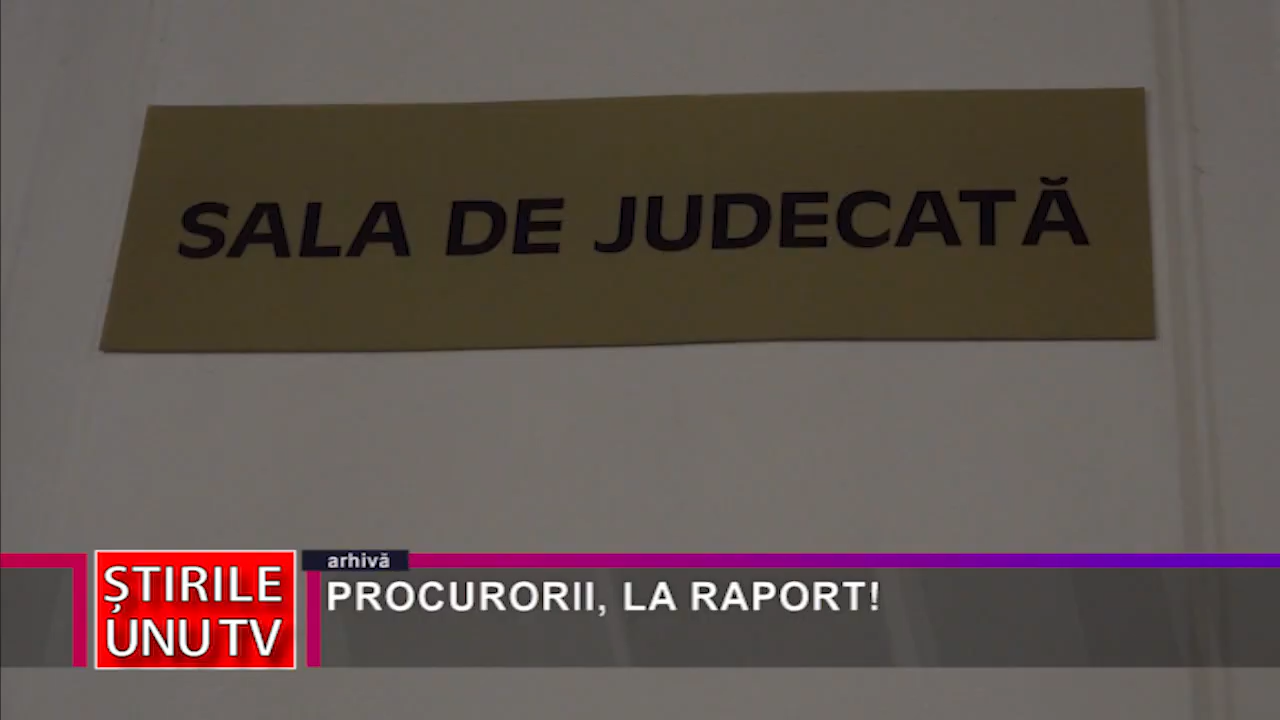 SALA DE JUDECATĂ
arhivă
ȘTIRILE
UNU TV
PROCURORII, LA RAPORT!